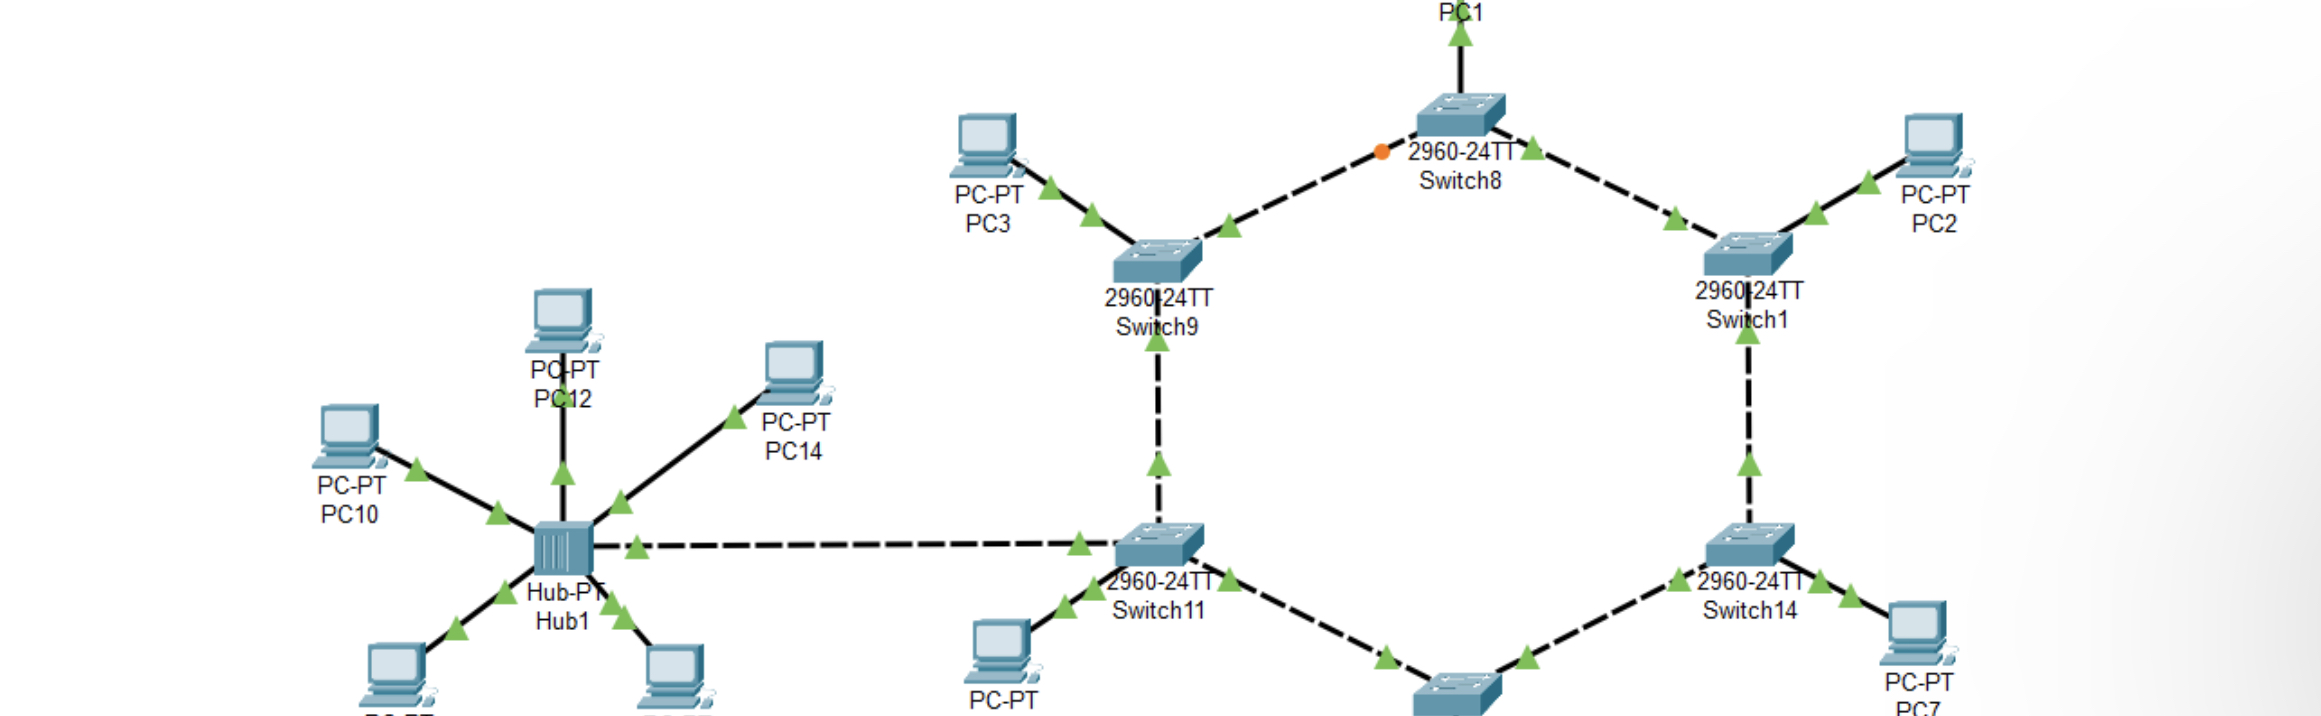 PC1
2960-24TT
Switch8
PC-PT
PC3
PC-PT
PC2
2960-24TT
Switch9
2960-24TT
Switch1
PC-PT
PC12
PC-PT
PC14
PC-PT
PC10
Hub-PT
Hub1
2960-24TT
Switch11
2960-24TT
Switch14
PC-PT
PC-PT
PC7